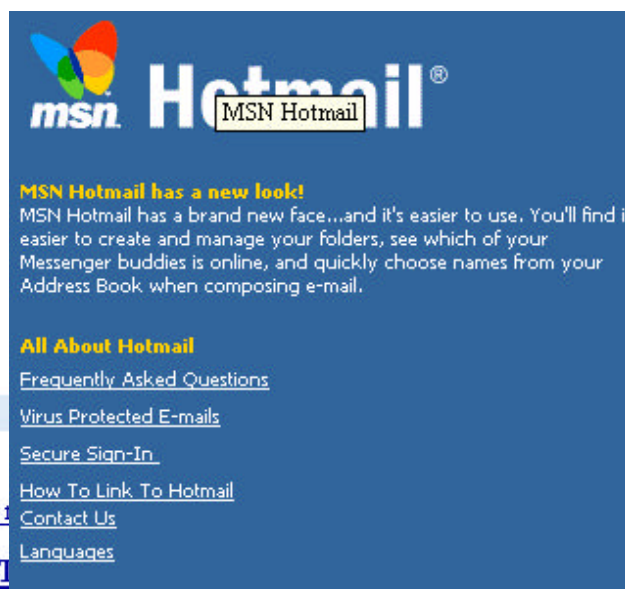 msn Hotmail®
MSN Hotmail
MSN Hotmail has a new look!
MSN Hotmail has a brand new face...and it's easier to use. You'll find i
easier to create and manage your folders, see which of your
Messenger buddies is online, and quickly choose names from your
Address Book when composing e-mail.
All About Hotmail
Frequently Asked Questions
Virus Protected E-mails
Secure Sign-In
How To Link To Hotmail
Contact Us
Languages
T